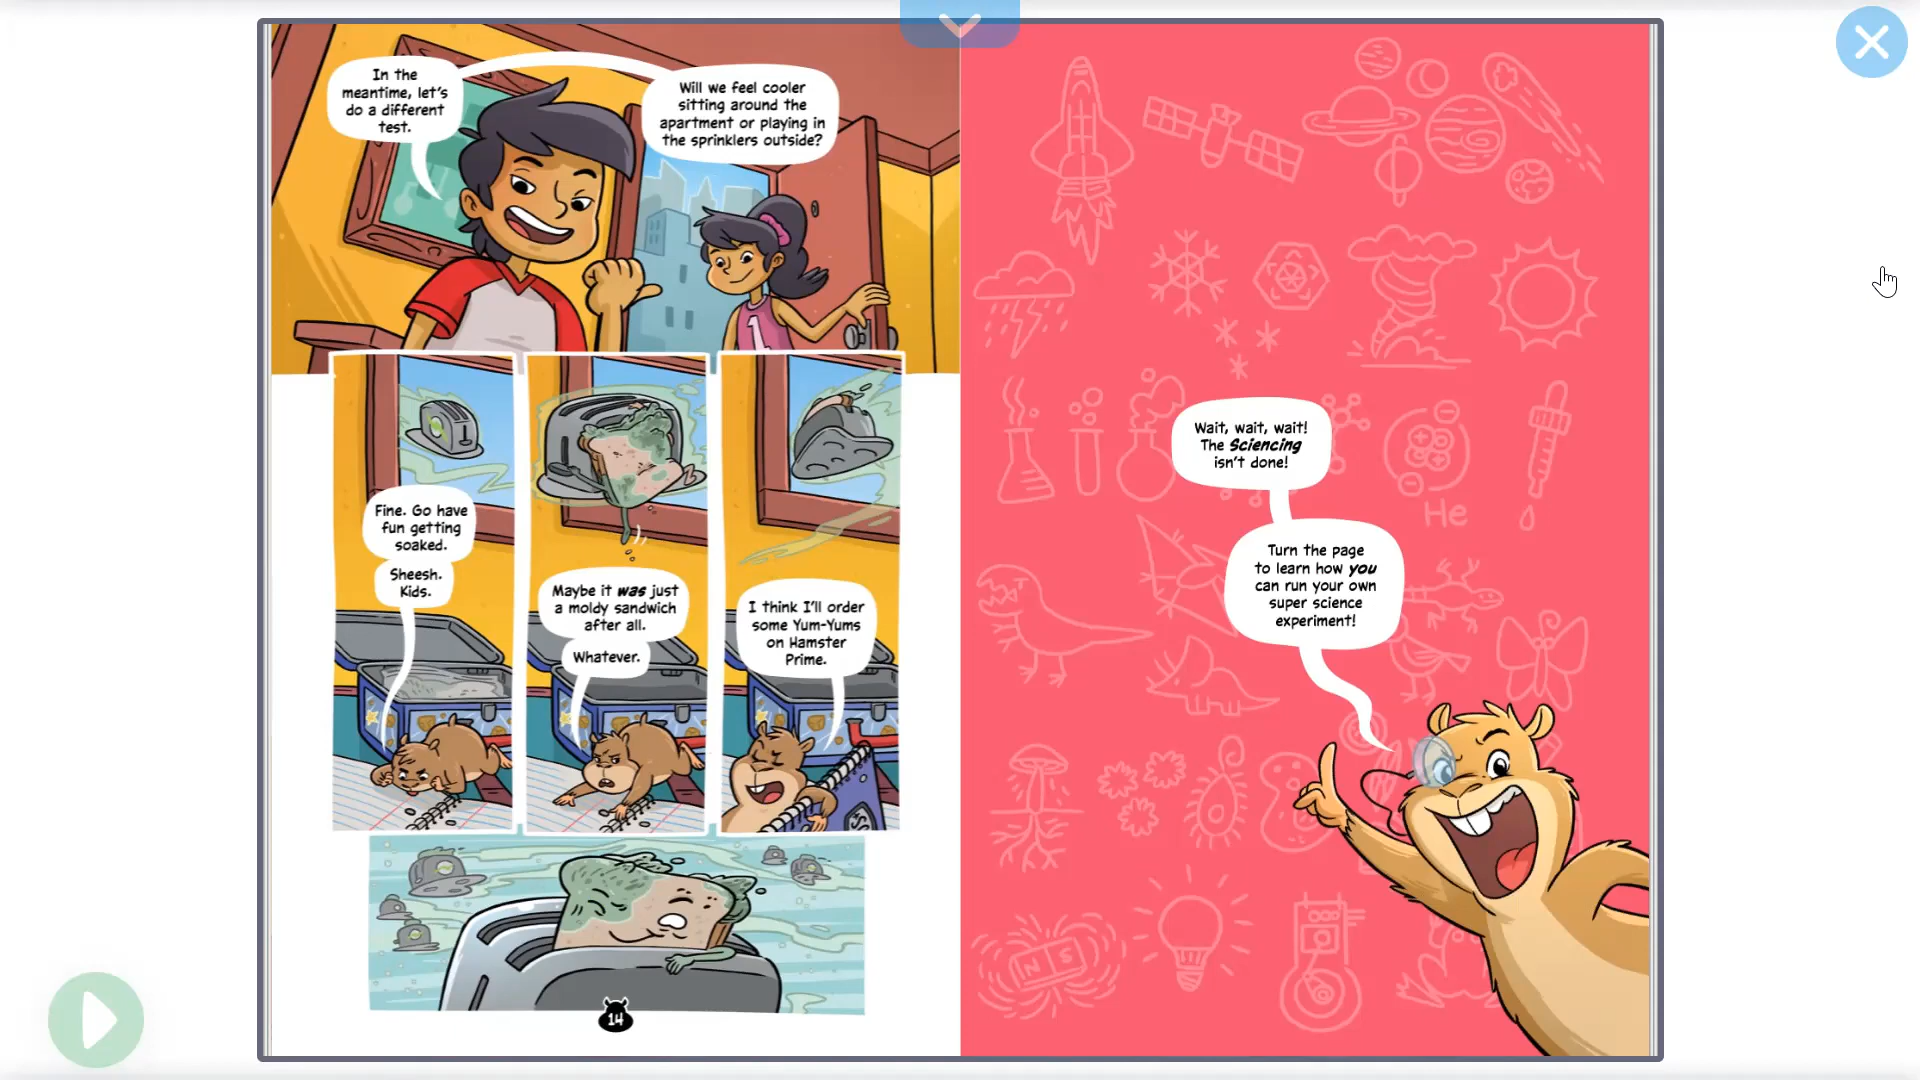 In the
meantime, let's
do a different
test.
Will we feel cooler
sitting around the
apartment or playing in
the sprinklers outside?
1
Fine. Go have
fun getting
soaked.
Sheesh.
Kids.
Maybe it was just
a moldy sandwich
after all.
Whatever.
I think I'll order
some Yum-Yums
on Hamster
Prime.
14
Wait, wait, wait!
The Sciencing
isn't done!
Turn the page
to learn how you
can run your own
super science
experiment!
He
N S